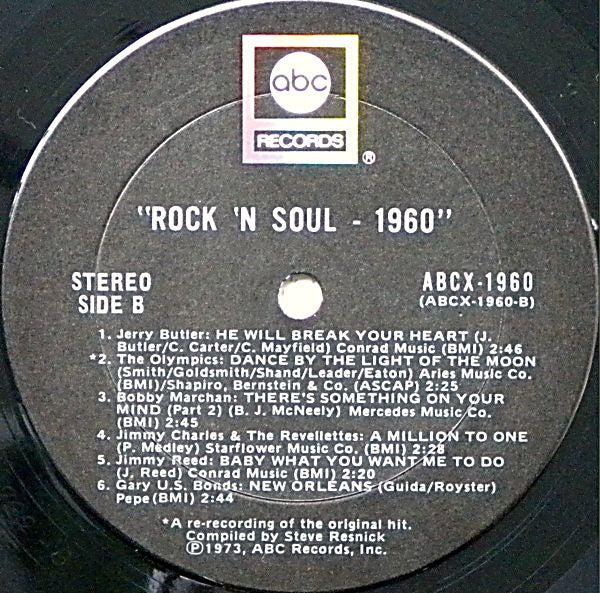 abc
RECORDS
®
"ROCK 'N SOUL - 1960"
STEREO
SIDE B
ABCX-1960
(ABCX-1960-B)
1. Jerry Butler: HE WILL BREAK YOUR HEART (J.
Butler/C. Carter/C. Mayfield) Conrad Music (BMI) 2:46
*2. The Olympics: DANCE BY THE LIGHT OF THE MOON
(Smith/Goldsmith/Shand/Leader/Eaton) Aries Music Co.
(BMI)/Shapiro, Bernstein & Co. (ASCAP) 2:25
3. Bobby Marchan: THERE'S SOMETHING ON YOUR
MIND (Part 2) (B. J. McNeely) Mercedes Music Co.
(BMI) 2:45
4. Jimmy Charles & The Revellettes: A MILLION TO ONE
(P. Medley) Starflower Music Co. (BMI) 2:28
5. Jimmy Reed: BABY WHAT YOU WANT ME TO DO
(J. Reed) Conrad Music (BMI) 2:20
6. Gary U.S. Bonds: NEW ORLEANS (Guida/Royster)
Pepe(BMI) 2:44
*A re-recording of the original hit.
Compiled by Steve Resnick
℗1973, ABC Records, Inc.